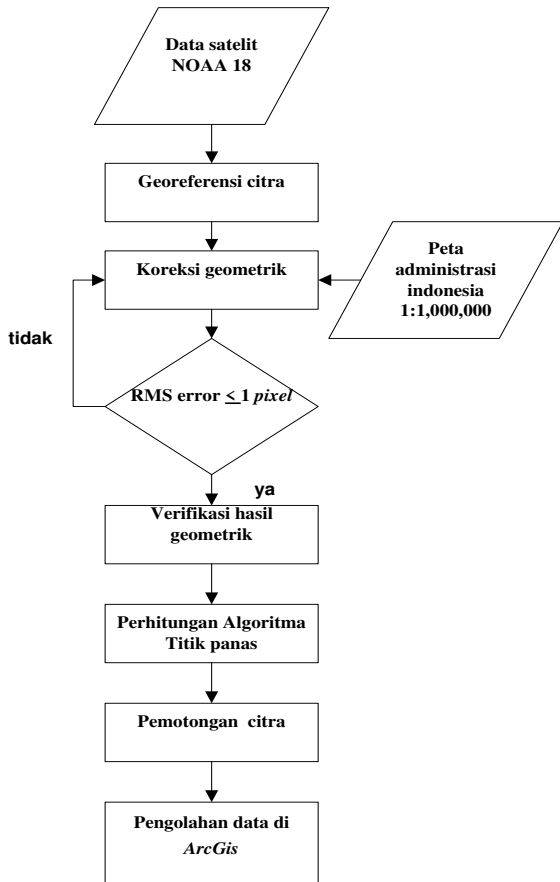 Data satelit
NOAA 18
Georeferensi citra
Koreksi geometrik
Peta
administrasi
indonesia
1:1,000,000
tidak
RMS error ≤ 1 pixel
ya
Verifikasi hasil
geometrik
Perhitungan Algoritma
Titik panas
Pemotongan citra
Pengolahan data di
ArcGis